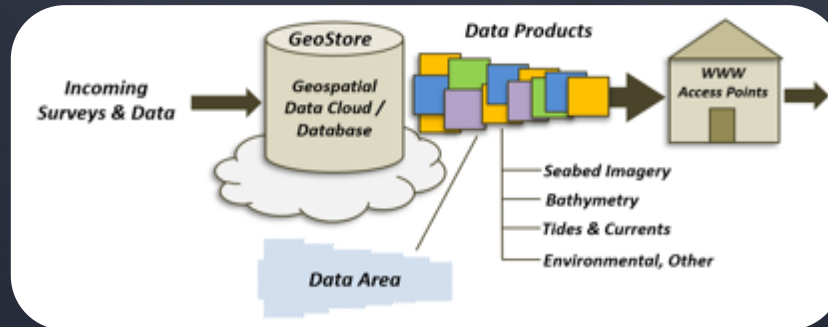 GeoStore
Data Products
Incoming
Surveys & Data
Geospatial
Data Cloud /
Database
WWW
Access Points
Seabed Imagery
Bathymetry
Tides & Currents
Environmental, Other
Data Area